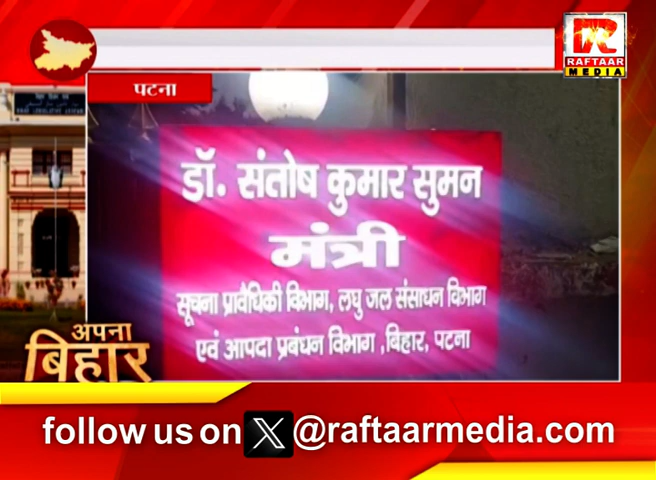 RAFTAAR
MEDIA
पटना
डॉ. संतोष कुमार सुमन
मंत्री
सूचना प्रावैधिकी विभाग, लघु जल संसाधन विभाग
एवं आपदा प्रबंधन विभाग ,बिहार, पटना
अपना
बिहार
follow us on X @raftaarmedia.com